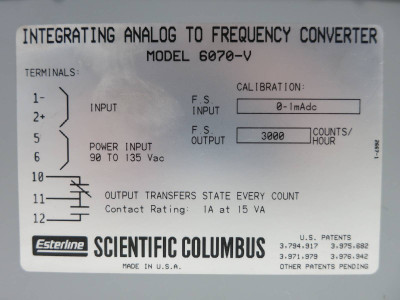 INTEGRATING ANALOG TO FREQUENCY CONVERTER
MODEL 6070-V
TERMINALS:
CALIBRATION:
1-
2+
INPUT
F.S. INPUT
0-1mAdc
5
6
POWER INPUT
90 TO 135 Vac
F.S. OUTPUT
3000
COUNTS/HOUR
10
11
12
OUTPUT TRANSFERS STATE EVERY COUNT
Contact Rating: 1A at 15 VA
2607-1
Esterline SCIENTIFIC COLUMBUS
MADE IN U.S.A.
U.S. PATENTS
3,794,917 3,975,682
3,971,979 3,976,942
OTHER PATENTS PENDING